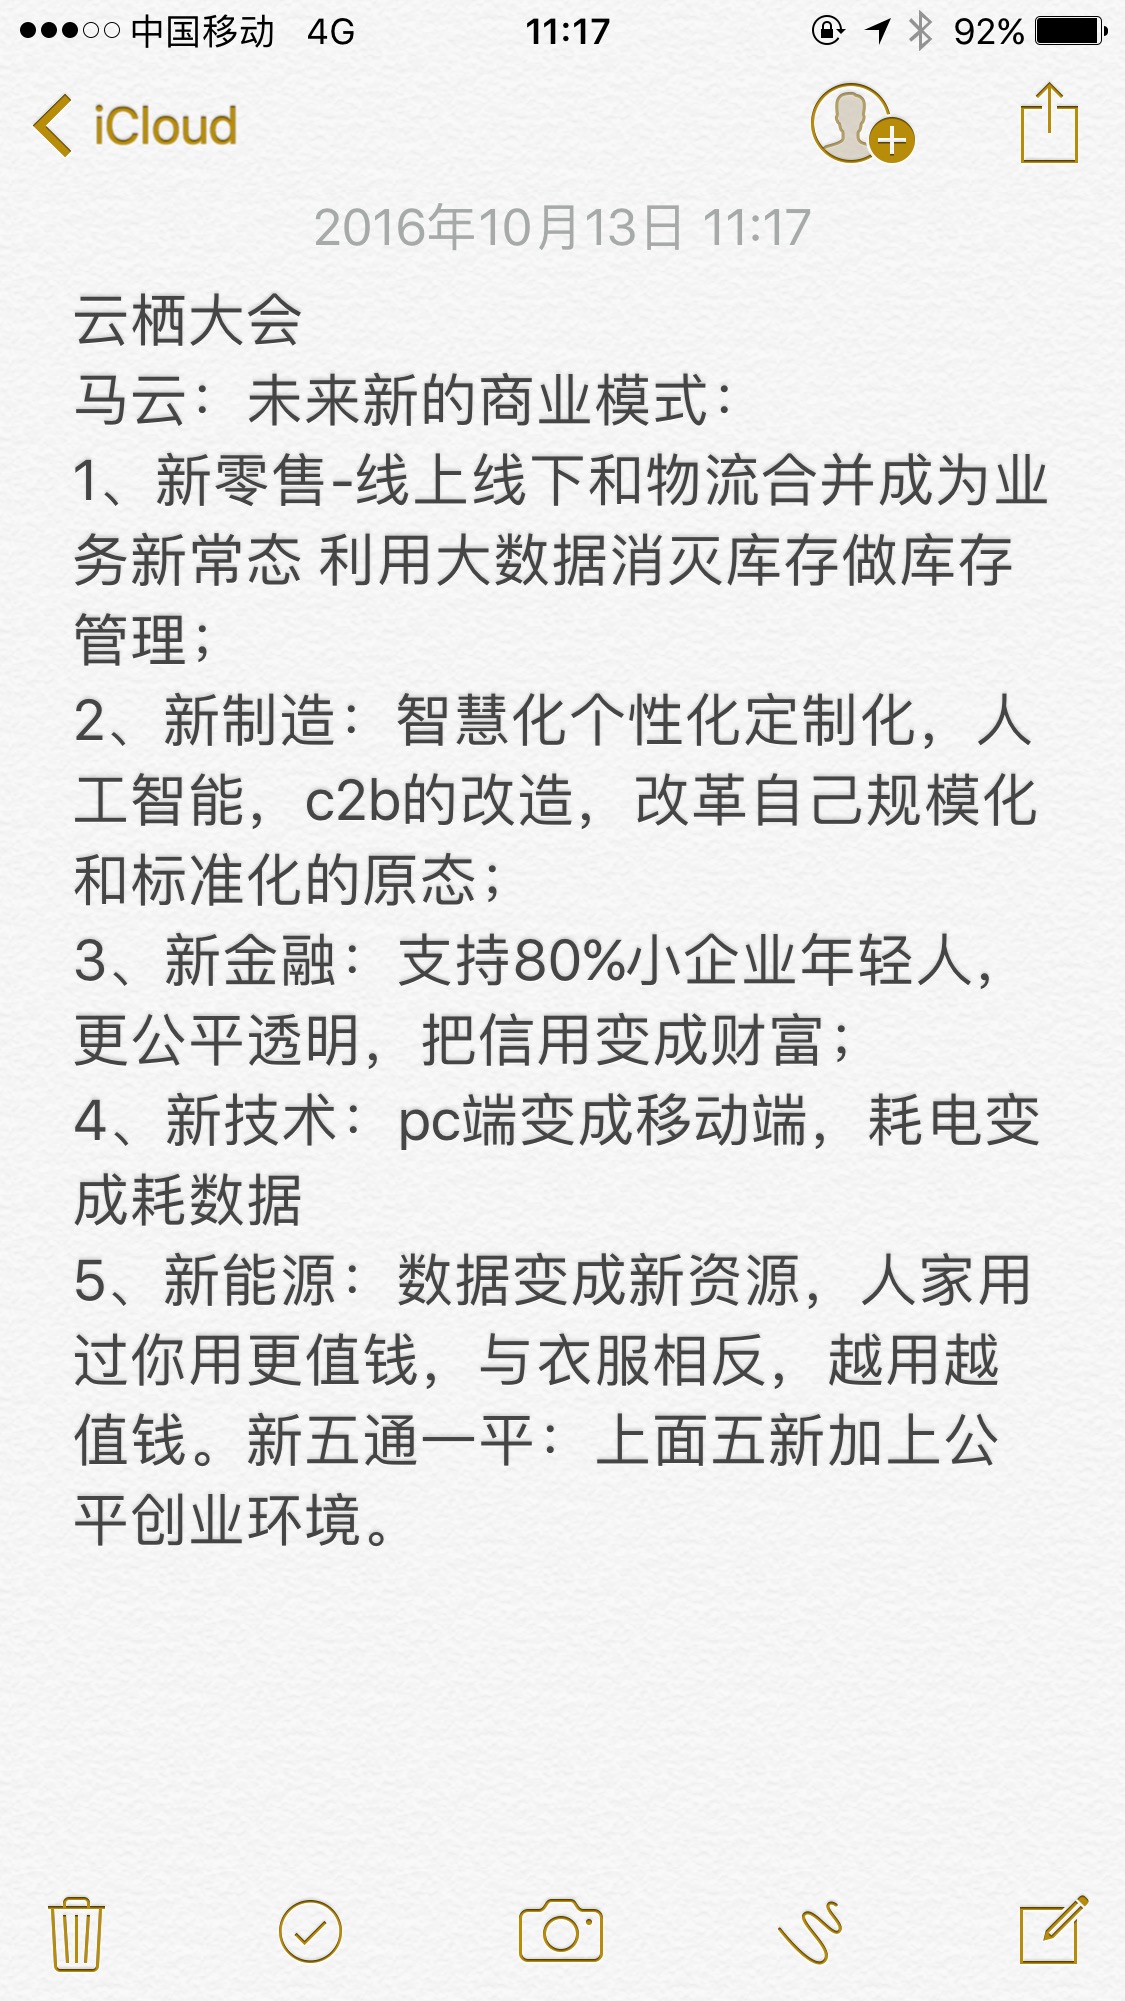 中国移动 4G 11:17 92%
iCloud
2016年10月13日 11:17
云栖大会
马云：未来新的商业模式：
1、新零售-线上线下和物流合并成为业
务新常态 利用大数据消灭库存做库存
管理；
2、新制造：智慧化个性化定制化，人
工智能，c2b的改造，改革自己规模化
和标准化的原态；
3、新金融：支持80%小企业年轻人，
更公平透明，把信用变成财富；
4、新技术：pc端变成移动端，耗电变
成耗数据
5、新能源：数据变成新资源，人家用
过你用更值钱，与衣服相反，越用越
值钱。新五通一平：上面五新加上公
平创业环境。